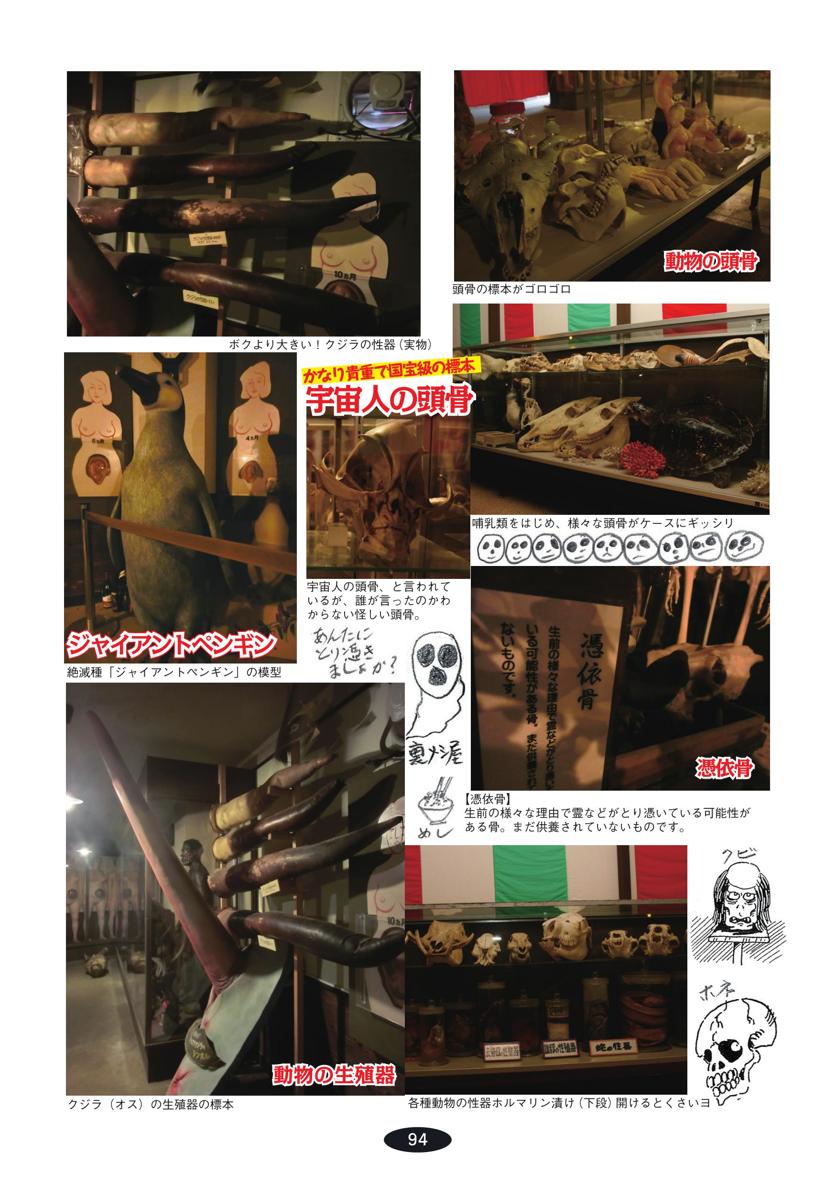 10ヵ月
ボクより大きい！クジラの性器（実物）
動物の頭骨
頭骨の標本がゴロゴロ
6ヵ月
4ヵ月
ジャイアントペンギン
絶滅種「ジャイアントペンギン」の模型
かなり貴重で国宝級の標本
宇宙人の頭骨
宇宙人の頭骨、と言われて
いるが、誰が言ったのかわ
からない怪しい頭骨。
哺乳類をはじめ、様々な頭骨がケースにギッシリ
あんたに
とり憑き
ましょか？
裏メシ屋
めし
憑依骨
生前の様々な理由で霊などがとり憑い
いる可能性がある骨。まだ供養され
ないものです。
憑依骨
【憑依骨】
生前の様々な理由で霊などがとり憑いている可能性が
ある骨。まだ供養されていないものです。
動物の生殖器
クジラ（オス）の生殖器の標本
蛇の性器
各種動物の性器ホルマリン漬け（下段）開けるとくさいヨ
クビ
ホネ
94